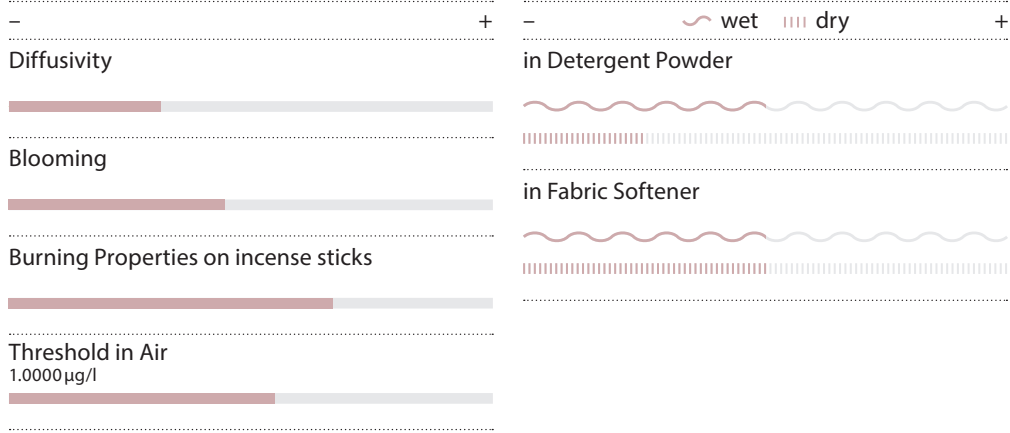 – +
Diffusivity
Blooming
Burning Properties on incense sticks
Threshold in Air
1.0000 µg/l
– wet dry +
in Detergent Powder
in Fabric Softener